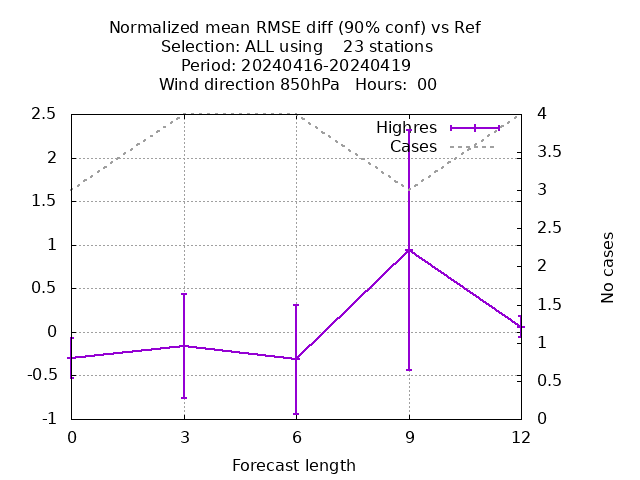 Normalized mean RMSE diff (90% conf) vs Ref
Selection: ALL using    23 stations
Period: 20240416-20240419
Wind direction 850hPa   Hours:  00
Highres
Cases
2.5
2
1.5
1
0.5
0
-0.5
-1
4
3.5
3
2.5
2
1.5
1
0.5
0
No cases
0 3 6 9 12
Forecast length